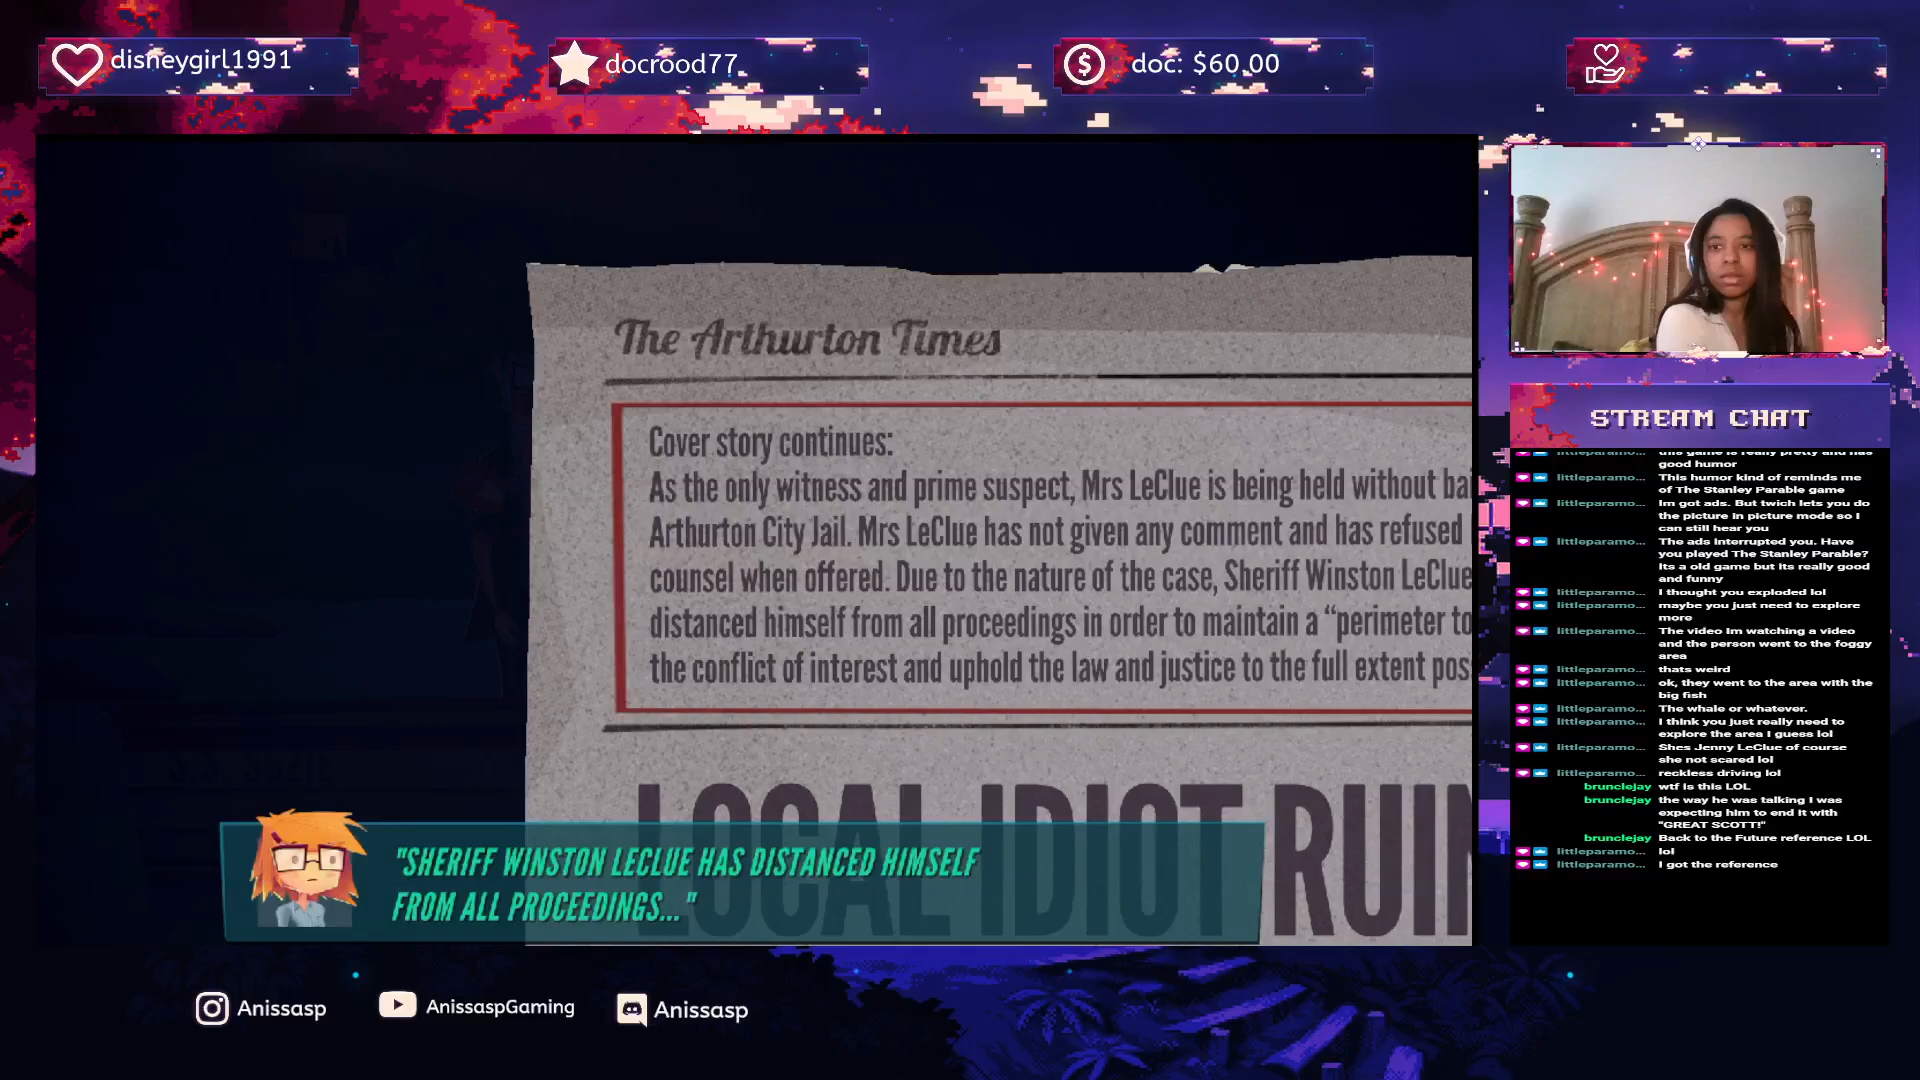 disneygirl1991
docrood77
doc: $60.00
The Arthurton Times
Cover story continues:
As the only witness and prime suspect, Mrs LeClue is being held without
Arthurton City Jail. Mrs LeClue has not given any comment and has refused
counsel when offered. Due to the nature of the case, Sheriff Winston LeClue
distanced himself from all proceedings in order to maintain a “perimeter to
the conflict of interest and uphold the law and justice to the full extent
LOCAL IDIOT
"SHERIFF WINSTON LECLUE HAS DISTANCED HIMSELF
FROM ALL PROCEEDINGS..."
STREAM CHAT
littleparamo... this game is really pretty and has
good humor
littleparamo... This humor kind of reminds me
of The Stanley Parable game
littleparamo... Im got ads. But twich lets you do
the picture in picture mode so I
can still hear you
littleparamo... The ads interrupted you. Have
you played The Stanley Parable?
Its a old game but its really good
and funny
littleparamo... I thought you exploded lol
littleparamo... maybe you just need to explore
more
littleparamo... The video Im watching a video
and the person went to the foggy
area
littleparamo... thats weird
littleparamo... ok, they went to the area with the
big fish
littleparamo... The whale or whatever.
littleparamo... I think you just really need to
explore the area I guess lol
littleparamo... Shes Jenny LeClue of course
she not scared lol
littleparamo... reckless driving lol
brunclejay wtf is this LOL
brunclejay the way he was talking I was
expecting him to end it with
"GREAT SCOTT!"
brunclejay Back to the Future reference LOL
littleparamo... lol
littleparamo... I got the reference
Anissasp
AnissaspGaming
Anissasp